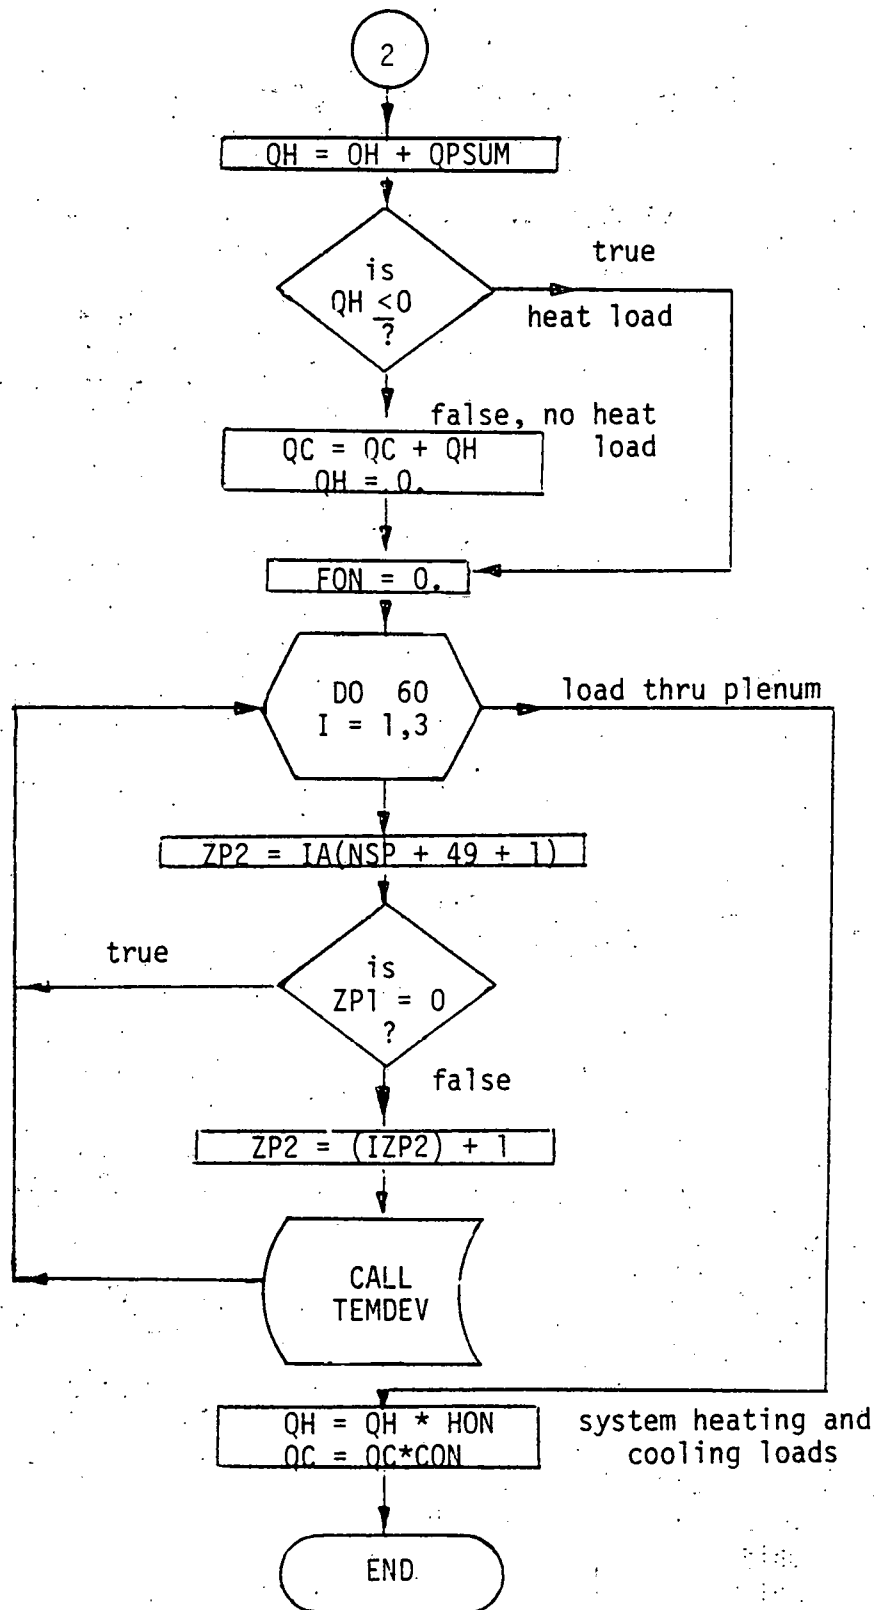 2
QH = OH + QPSUM
is
QH ≤0
?
true
heat load
false, no heat
load
QC = QC + QH
QH = 0.
FON = 0.
DO 60
I = 1,3
load thru plenum
ZP2 = IA(NSP + 49 + 1)
true
is
ZP1 = 0
?
false
ZP2 = (IZP2) + 1
CALL
TEMDEV
QH = QH * HON
QC = QC*CON
system heating and
cooling loads
END